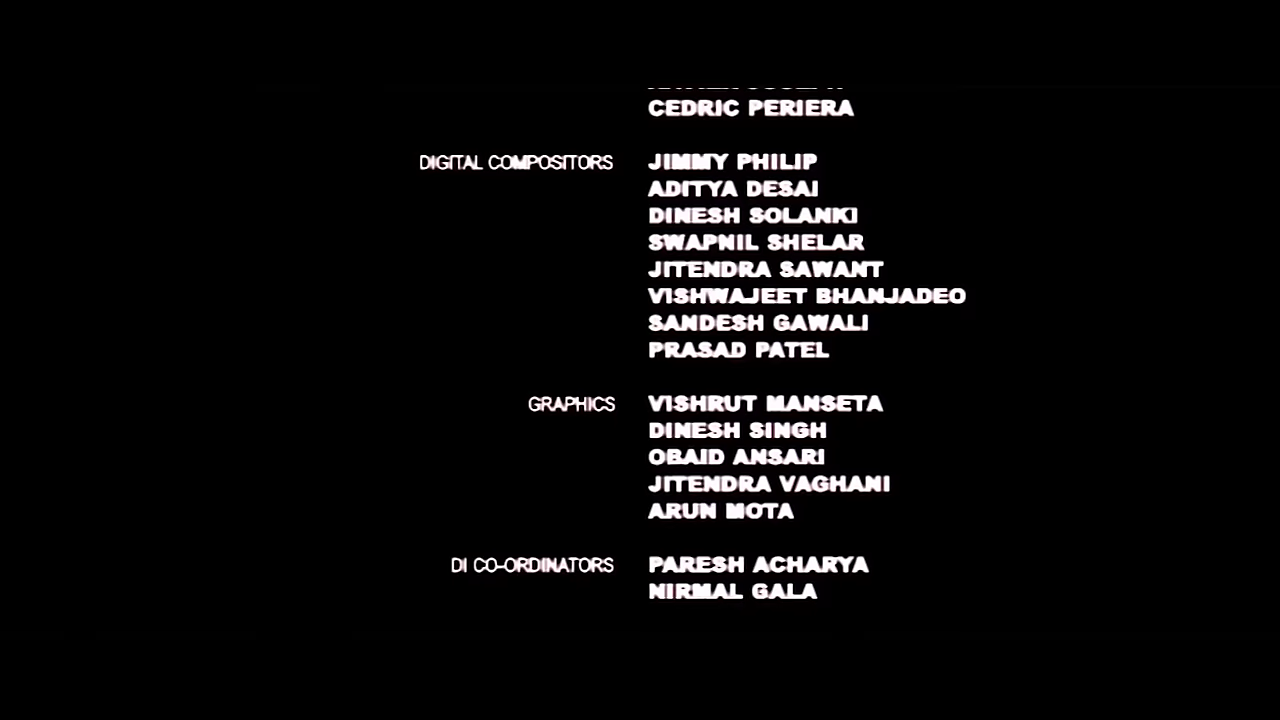 CEDRIC PERIERA
DIGITAL COMPOSITORS JIMMY PHILIP
ADITYA DESAI
DINESH SOLANKI
SWAPNIL SHELAR
JITENDRA SAWANT
VISHWAJEET BHANJADEO
SANDESH GAWALI
PRASAD PATEL
GRAPHICS VISHRUT MANSETA
DINESH SINGH
OBAID ANSARI
JITENDRA VAGHANI
ARUN MOTA
DI CO-ORDINATORS PARESH ACHARYA
NIRMAL GALA